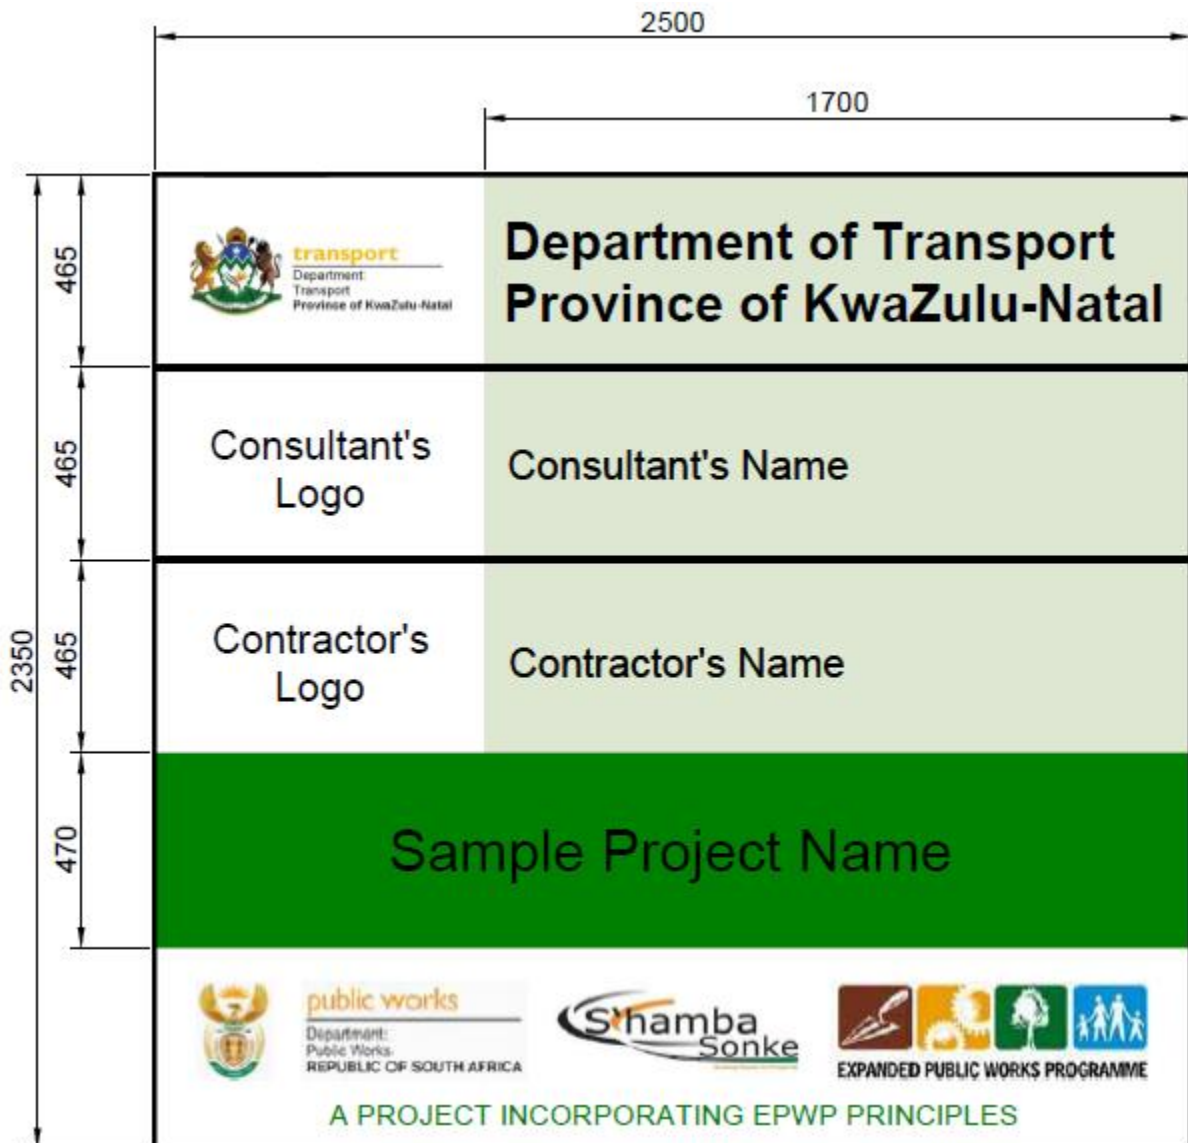 2500
1700
465
transport
Department
Transport
Province of KwaZulu-Natal
Department of Transport
Province of KwaZulu-Natal
465
Consultant's
Logo
Consultant's Name
2350
465
Contractor's
Logo
Contractor's Name
470
Sample Project Name
public works
Department:
Public Works
REPUBLIC OF SOUTH AFRICA
S'hamba
Sonke
EXPANDED PUBLIC WORKS PROGRAMME
A PROJECT INCORPORATING EPWP PRINCIPLES